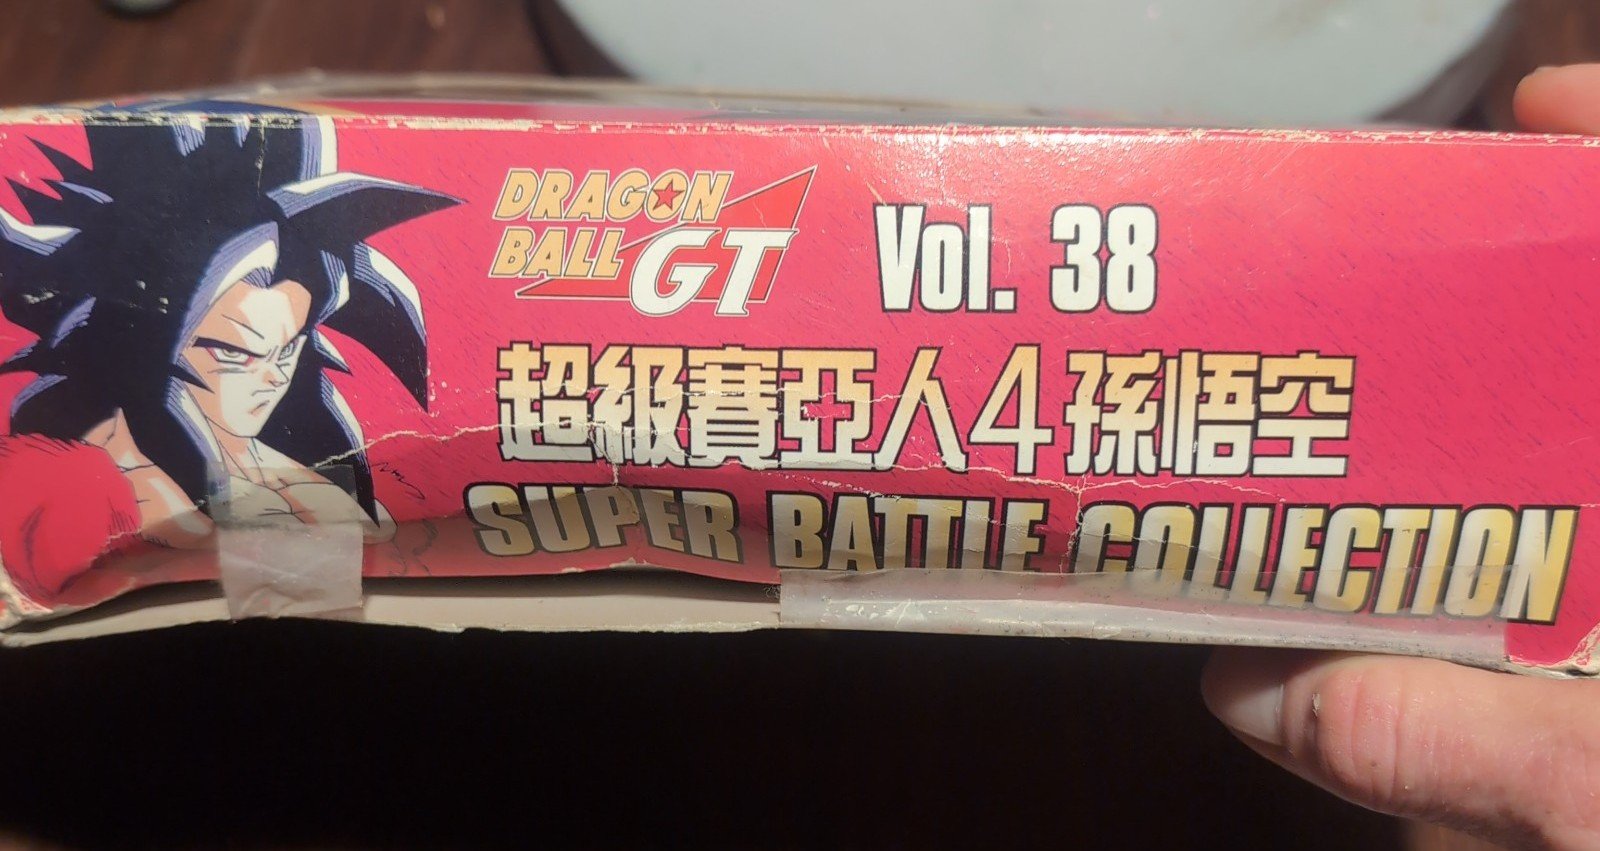 DRAGON
BALL GT
Vol. 38
超級賽亞人4孫悟空
SUPER BATTLE COLLECTION